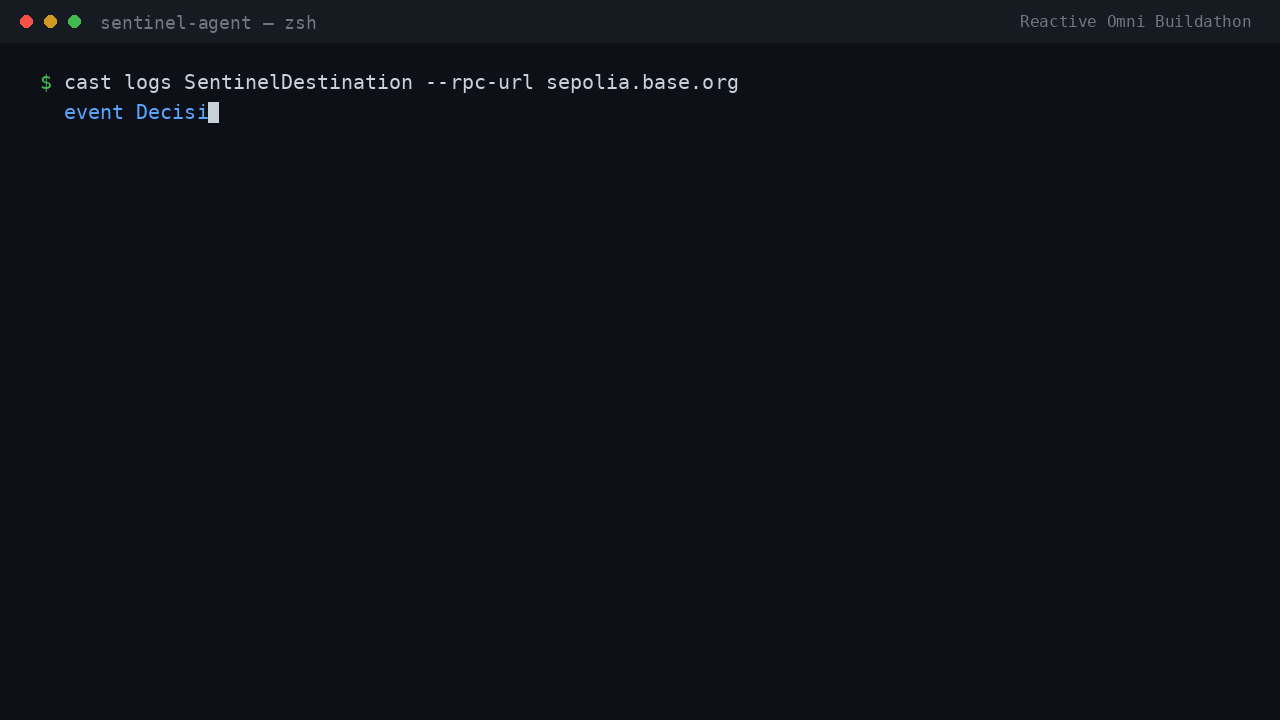 sentinel-agent — zsh
Reactive Omni Buildathon
$ cast logs SentinelDestination --rpc-url sepolia.base.org
event Decisi